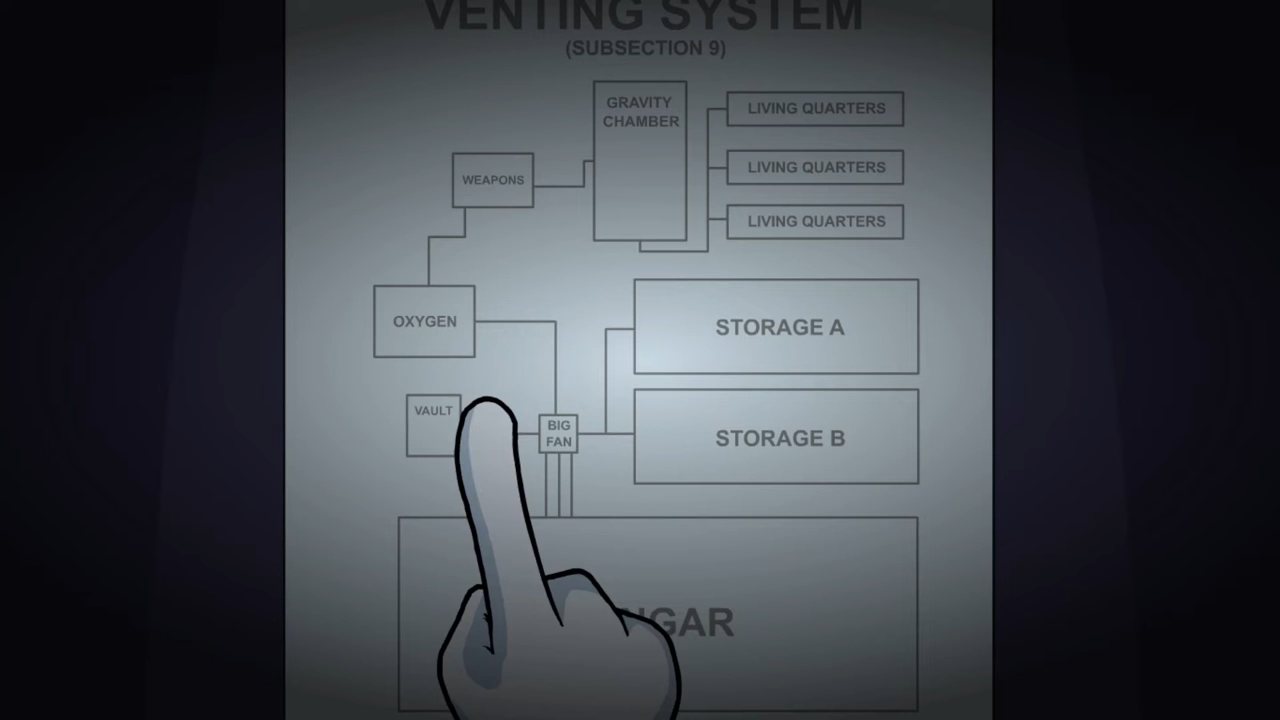 VENTING SYSTEM
(SUBSECTION 9)
GRAVITY
CHAMBER
LIVING QUARTERS
WEAPONS
LIVING QUARTERS
LIVING QUARTERS
OXYGEN
STORAGE A
VAULT
BIG
FAN
STORAGE B